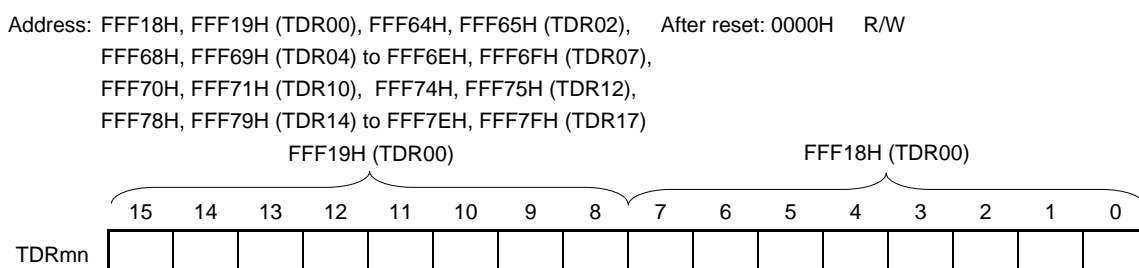 Address: FFF18H, FFF19H (TDR00), FFF64H, FFF65H (TDR02), After reset: 0000H R/W
FFF68H, FFF69H (TDR04) to FFF6EH, FFF6FH (TDR07),
FFF70H, FFF71H (TDR10), FFF74H, FFF75H (TDR12),
FFF78H, FFF79H (TDR14) to FFF7EH, FFF7FH (TDR17)
FFF19H (TDR00) FFF18H (TDR00)
15 14 13 12 11 10 9 8 7 6 5 4 3 2 1 0
TDRmn